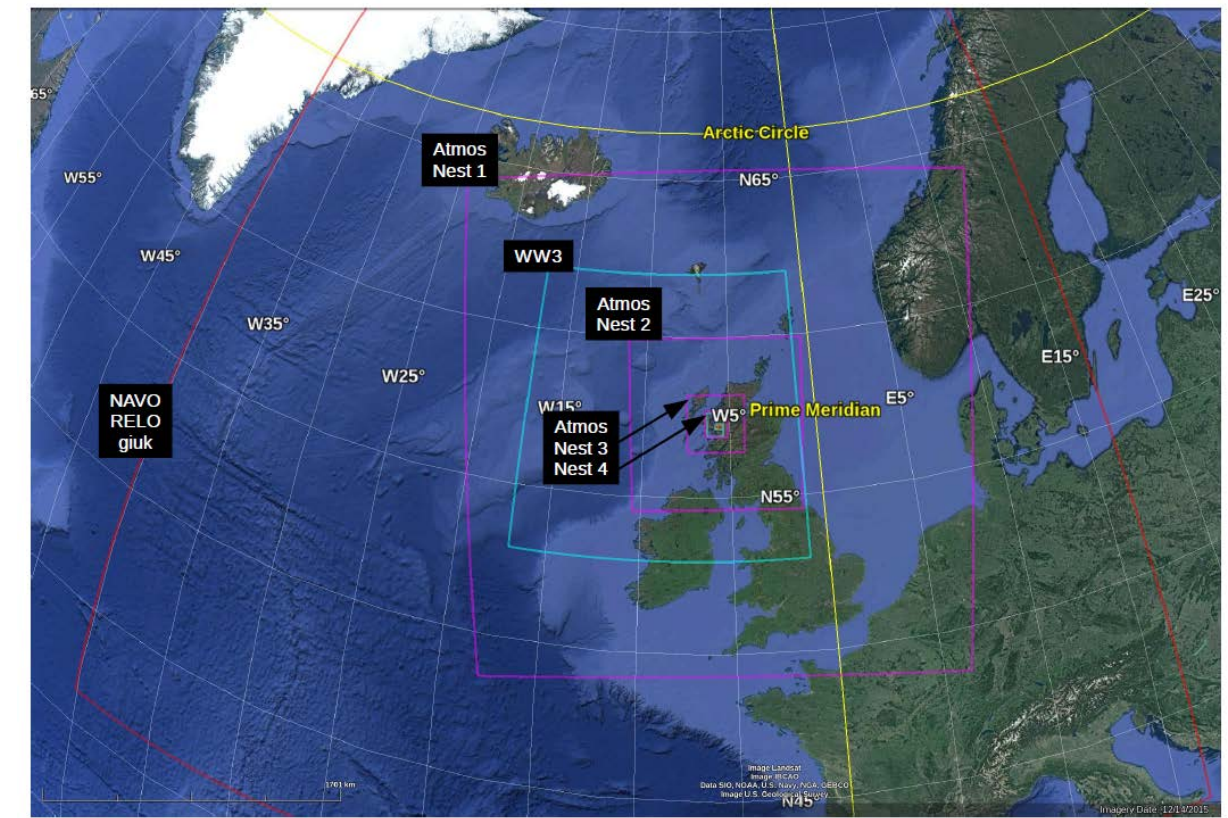 65°
Arctic Circle
Atmos
Nest 1
W55°
N65°
W45°
WW3
E25°
Atmos
Nest 2
W35°
E15°
W25°
E5°
NAVO
RELO
giuk
W15°
W5°
Prime Meridian
Atmos
Nest 3
Nest 4
N55°
Image Landsat
Image IBCAO
Data SIO, NOAA, U.S. Navy, NGA, GEBCO
Image U.S. Geological Survey
1761 km
N45°
Imagery Date: 12/14/2015